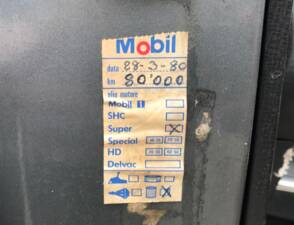 Mobil
data 28-3-80
km 80'000
olio motore
Mobil 1
SHC
Super
Special
HD
Delvac